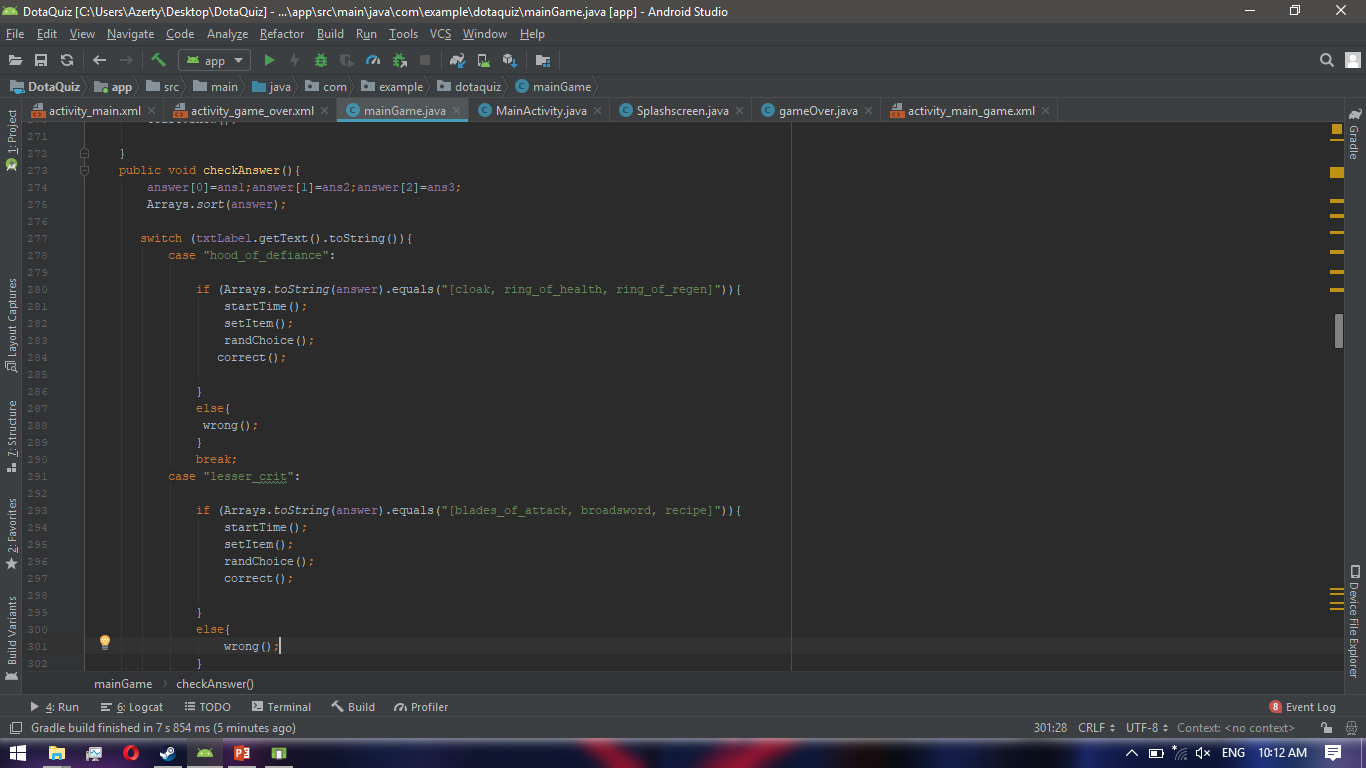 DotaQuiz [C:\Users\Azerty\Desktop\DotaQuiz] - ...\app\src\main\java\com\example\dotaquiz\mainGame.java [app] - Android Studio
File Edit View Navigate Code Analyze Refactor Build Run Tools VCS Window Help
app
DotaQuiz app src main java com example dotaquiz mainGame
activity_main.xml activity_game_over.xml mainGame.java MainActivity.java Splashscreen.java gameOver.java activity_main_game.xml
1: Project
Layout Captures
7: Structure
2: Favorites
Build Variants
271
272 }
273 public void checkAnswer(){
274 answer[0]=ans1;answer[1]=ans2;answer[2]=ans3;
275 Arrays.sort(answer);
276
277 switch (txtLabel.getText().toString()){
278 case "hood_of_defiance":
279
280 if (Arrays.toString(answer).equals("[cloak, ring_of_health, ring_of_regen]")){
281 startTime();
282 setItem();
283 randChoice();
284 correct();
285
286 }
287 else{
288 wrong();
289 }
290 break;
291 case "lesser_crit":
292
293 if (Arrays.toString(answer).equals("[blades_of_attack, broadsword, recipe]")){
294 startTime();
295 setItem();
296 randChoice();
297 correct();
298
299 }
300 else{
301 wrong();
302 }
Gradle
Device File Explorer
mainGame checkAnswer()
4: Run 6: Logcat TODO Terminal Build Profiler 8 Event Log
Gradle build finished in 7 s 854 ms (5 minutes ago) 301:28 CRLF UTF-8 Context: <no context>
ENG 10:12 AM